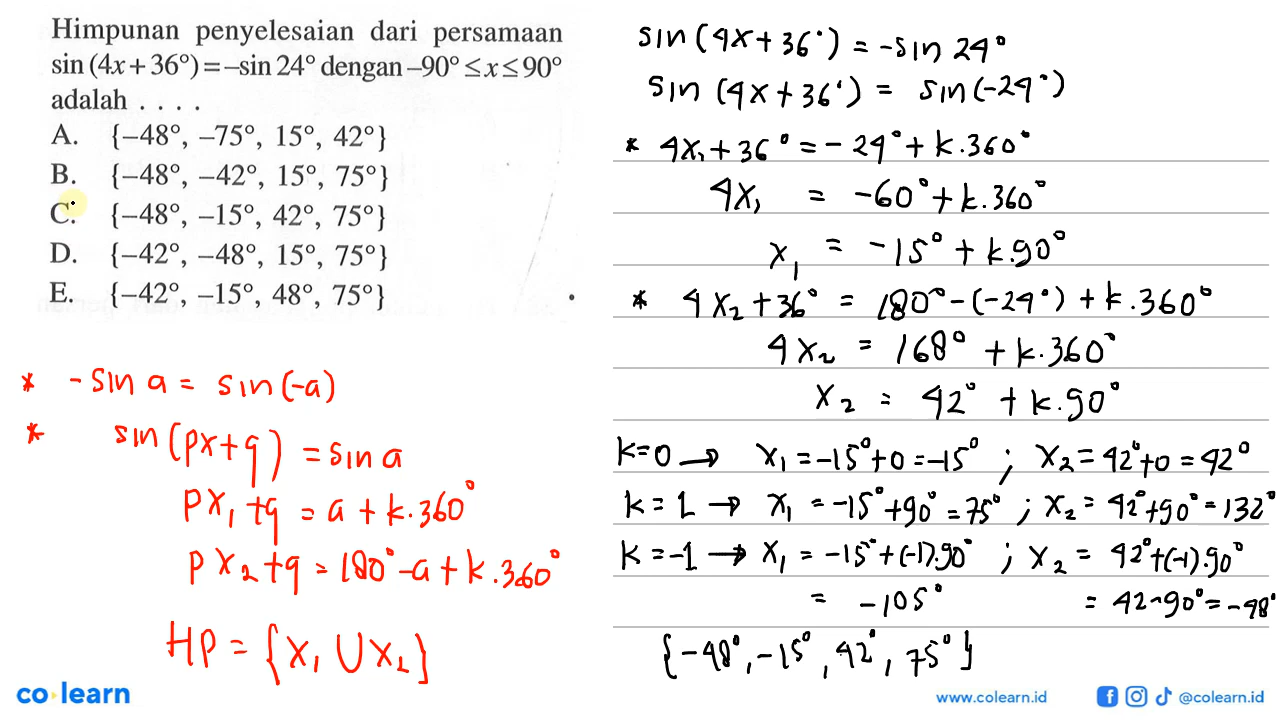 Himpunan penyelesaian dari persamaan
sin (4x + 36°) = –sin 24° dengan –90° ≤ x ≤ 90°
adalah . . . .
A. {–48°, –75°, 15°, 42°}
B. {–48°, –42°, 15°, 75°}
C. {–48°, –15°, 42°, 75°}
D. {–42°, –48°, 15°, 75°}
E. {–42°, –15°, 48°, 75°}
* -sin a = sin(-a)
* sin(px+q) = sin a
px₁+q = a + k.360°
px₂+q = 180°-a+k.360°
HP = {x₁ ∪ x₂}
sin(4x+36°) = -sin 24°
sin (4x+36°) = sin(-24°)
* 4x₁+36° = -24° + k.360°
4x₁ = -60° + k.360°
x₁ = -15° + k.90°
* 4x₂+36° = 180°-(-24°) + k.360°
4x₂ = 168° + k.360°
x₂ = 42° + k.90°
k=0 → x₁ = -15°+0 = -15° ; x₂ = 42°+0 = 42°
k = 1 → x₁ = -15°+90° = 75° ; x₂ = 42°+90° = 132°
k = -1 → x₁ = -15°+(-1).90° ; x₂ = 42°+(-1).90°
= -105° = 42-90° = -48°
{-48°, -15°, 42°, 75°}
co learn
www.colearn.id
@colearn.id